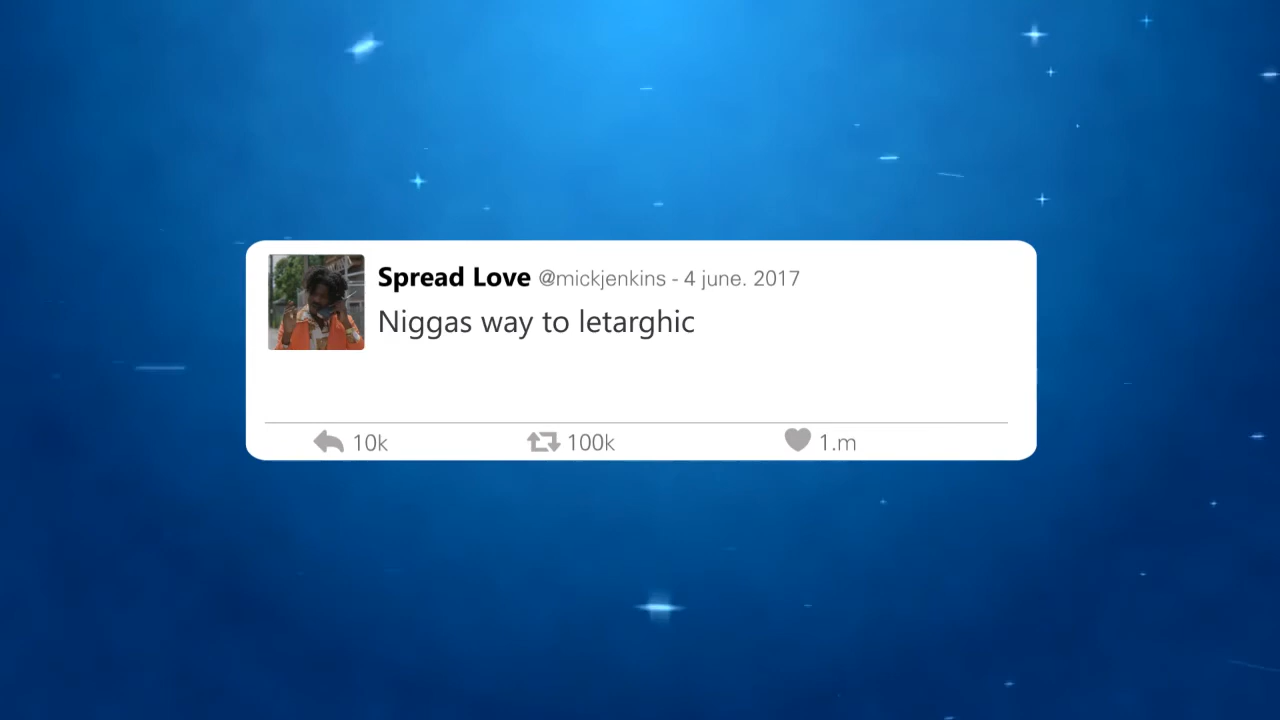 Spread Love @mickjenkins - 4 june. 2017
Niggas way to letarghic
10k 100k 1.m